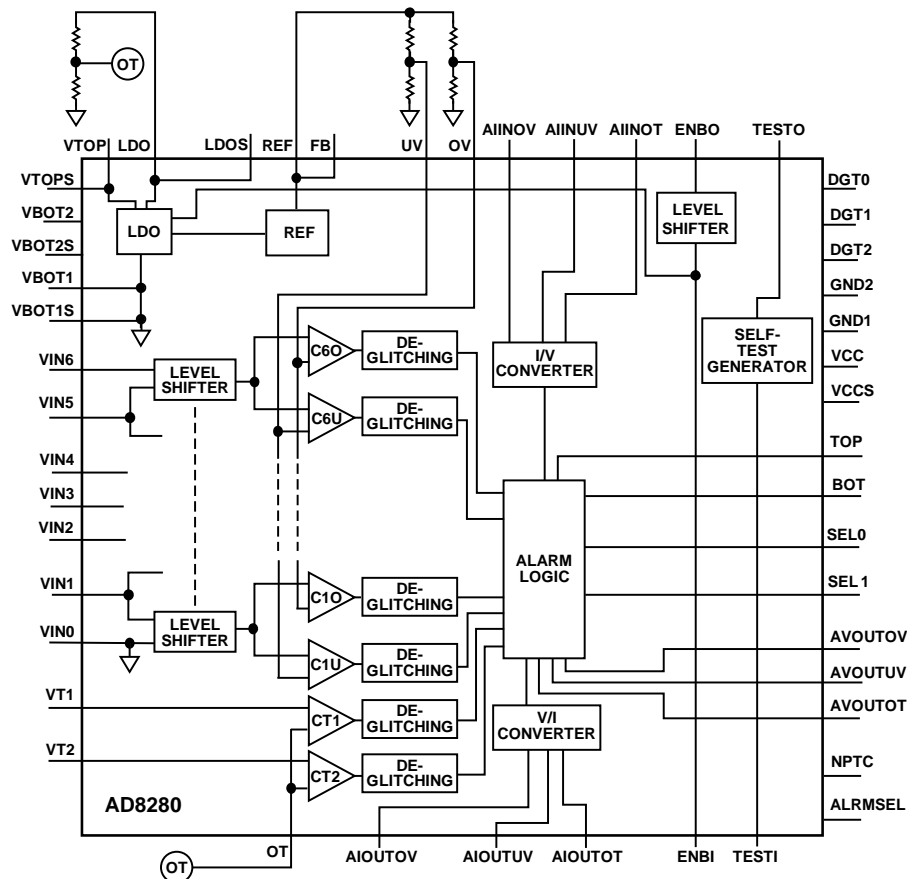 OT
AIINOV AIINUV AIINOT ENBO TESTO
VTOP LDO LDOS REF FB UV OV
VTOPS
VBOT2
VBOT2S
VBOT1
VBOT1S
VIN6
VIN5
VIN4
VIN3
VIN2
VIN1
VIN0
VT1
VT2
LDO
REF
LEVEL
SHIFTER
SELF-
TEST
GENERATOR
I/V
CONVERTER
LEVEL
SHIFTER
C6O
DE-
GLITCHING
C6U
DE-
GLITCHING
ALARM
LOGIC
C1O
DE-
GLITCHING
LEVEL
SHIFTER
C1U
DE-
GLITCHING
CT1
DE-
GLITCHING
CT2
DE-
GLITCHING
V/I
CONVERTER
DGT0
DGT1
DGT2
GND2
GND1
VCC
VCCS
TOP
BOT
SEL0
SEL1
AVOUTOV
AVOUTUV
AVOUTOT
NPTC
ALRMSEL
AD8280
OT
OT
AIOUTOV AIOUTUV AIOUTOT ENBI TESTI